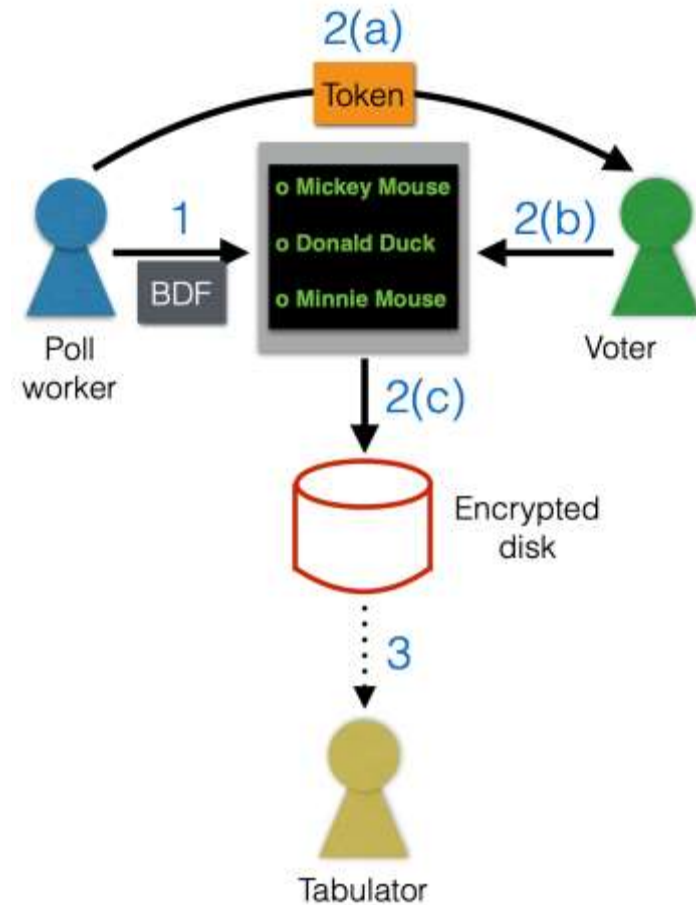 2(a)
Token
o Mickey Mouse
o Donald Duck
o Minnie Mouse
1
BDF
2(b)
Poll
worker
Voter
2(c)
Encrypted
disk
3
Tabulator